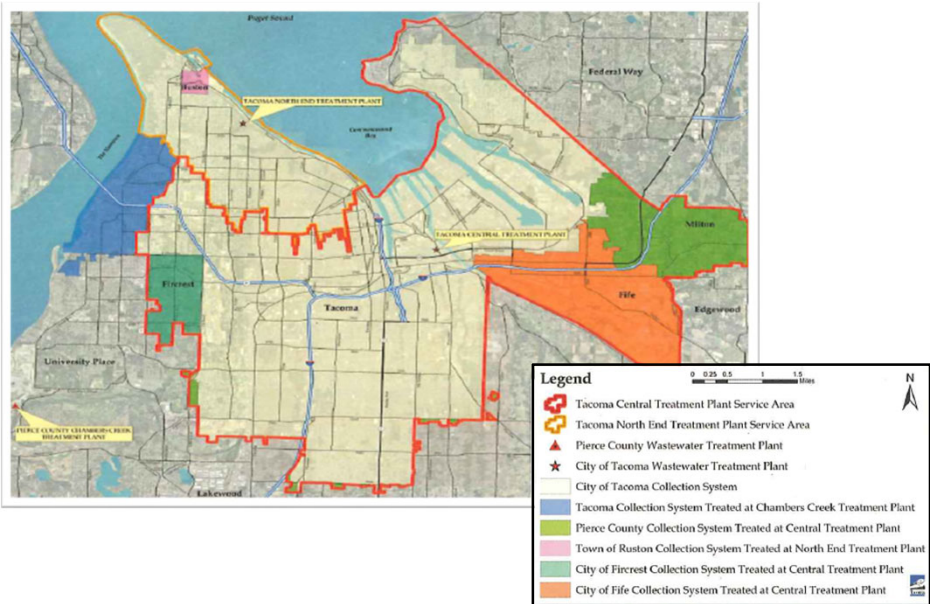 Puget Sound
Federal Way
Ruston
TACOMA NORTH END TREATMENT PLANT
Commencement
Bay
The Narrows
Milton
TACOMA CENTRAL TREATMENT PLANT
Fircrest
Fife
Tacoma
Edgewood
University Place
PIERCE COUNTY CHAMBERS CREEK
TREATMENT PLANT
Lakewood
Legend
0 0.25 0.5 1 1.5
Miles
N
Tacoma Central Treatment Plant Service Area
Tacoma North End Treatment Plant Service Area
Pierce County Wastewater Treatment Plant
City of Tacoma Wastewater Treatment Plant
City of Tacoma Collection System
Tacoma Collection System Treated at Chambers Creek Treatment Plant
Pierce County Collection System Treated at Central Treatment Plant
Town of Ruston Collection System Treated at North End Treatment Plant
City of Fircrest Collection System Treated at Central Treatment Plant
City of Fife Collection System Treated at Central Treatment Plant